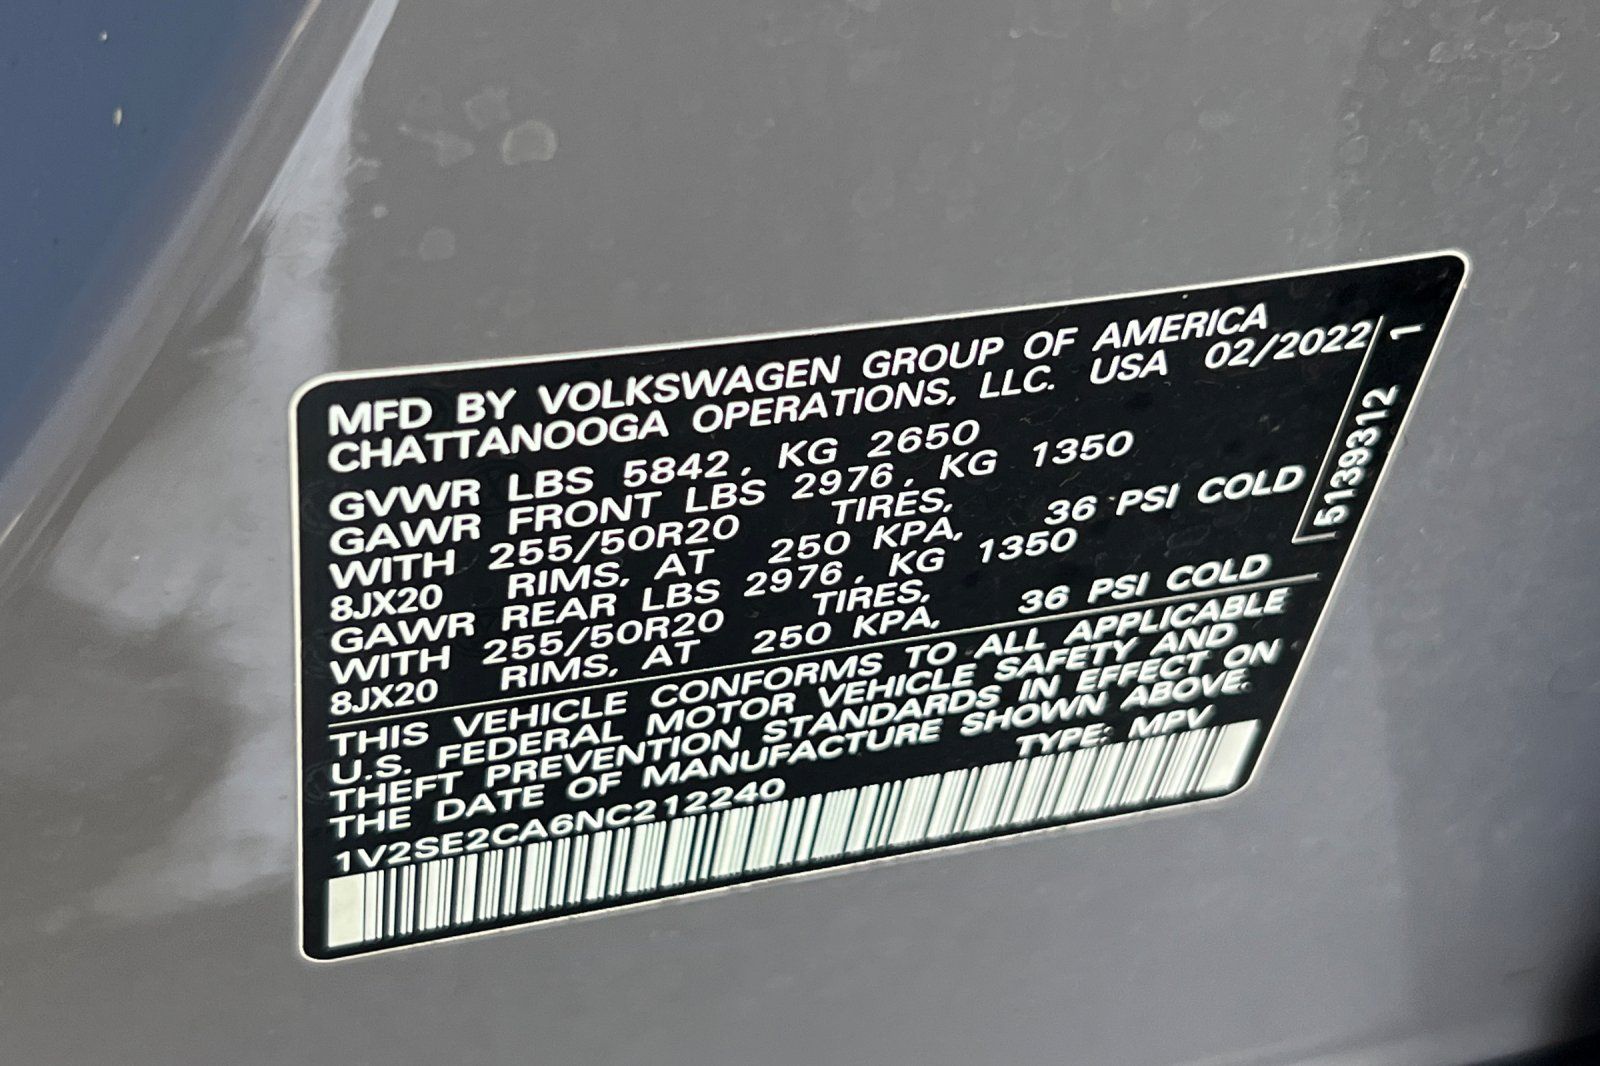 MFD BY VOLKSWAGEN GROUP OF AMERICA
CHATTANOOGA OPERATIONS, LLC. USA 02/2022
GVWR LBS 5842, KG 2650
GAWR FRONT LBS 2976, KG 1350
WITH 255/50R20 TIRES,
8JX20 RIMS, AT 250 KPA, 36 PSI COLD
GAWR REAR LBS 2976, KG 1350
WITH 255/50R20 TIRES,
8JX20 RIMS, AT 250 KPA, 36 PSI COLD
THIS VEHICLE CONFORMS TO ALL APPLICABLE
U.S. FEDERAL MOTOR VEHICLE SAFETY AND
THEFT PREVENTION STANDARDS IN EFFECT ON
THE DATE OF MANUFACTURE SHOWN ABOVE.
TYPE: MPV
1V2SE2CA6NC212240
5139312 1